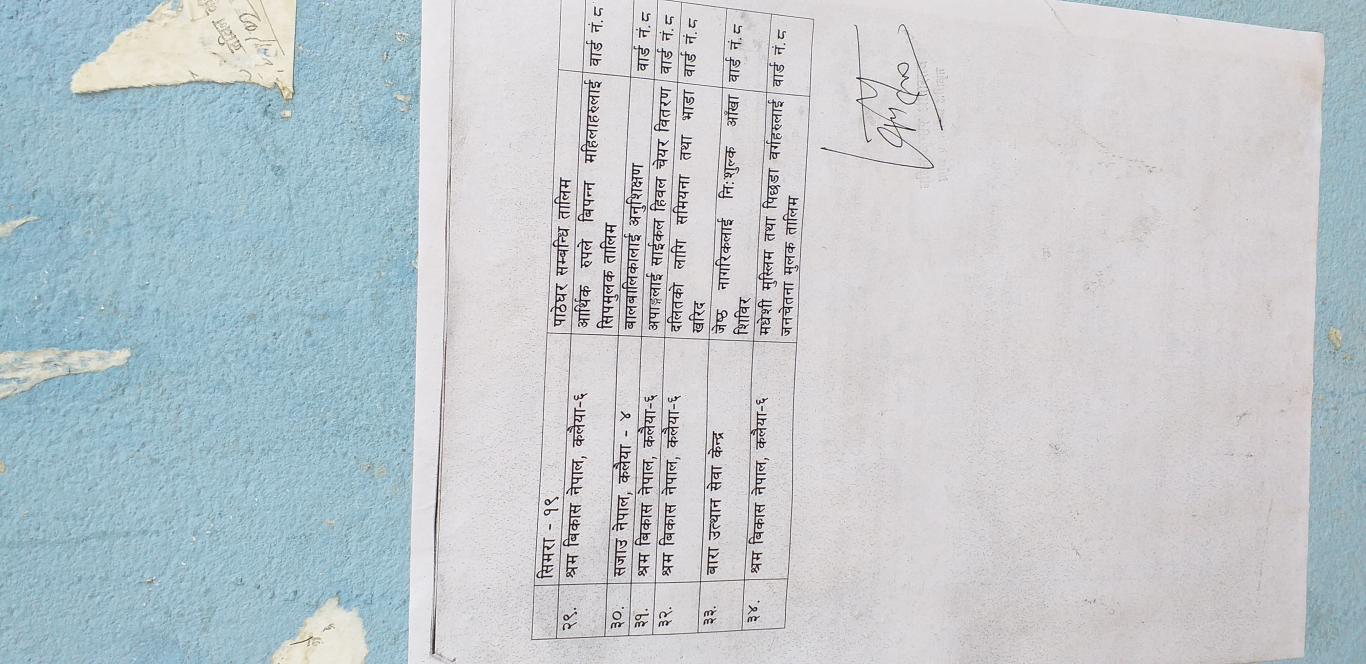 सिमरा - १९ पाठेघर सम्बन्धि तालिम
२९. श्रम बिकास नेपाल, कलैया-६ आर्थिक रुपले बिपन्न महिलाहरुलाई वार्ड नं.८
सिपमुलक तालिम
३०. सजाउ नेपाल, कलैया - ४ बालबालिकालाई अनुशिक्षण वार्ड नं.८
३१. श्रम बिकास नेपाल, कलैया-६ अपाङ्गलाई साईकल हिवल चेयर वितरण वार्ड नं.८
३२. श्रम बिकास नेपाल, कलैया-६ दलितको लागि समियना तथा भाडा वार्ड नं.८
खरिद
३३. बारा उत्थान सेवा केन्द्र जेष्ठ नागरिकलाई नि:शुल्क आँखा वार्ड नं.८
शिविर
३४. श्रम बिकास नेपाल, कलैया-६ मधेशी मुस्लिम तथा पिछडा वर्गहरुलाई वार्ड नं.८
जनचेतना मुलक तालिम